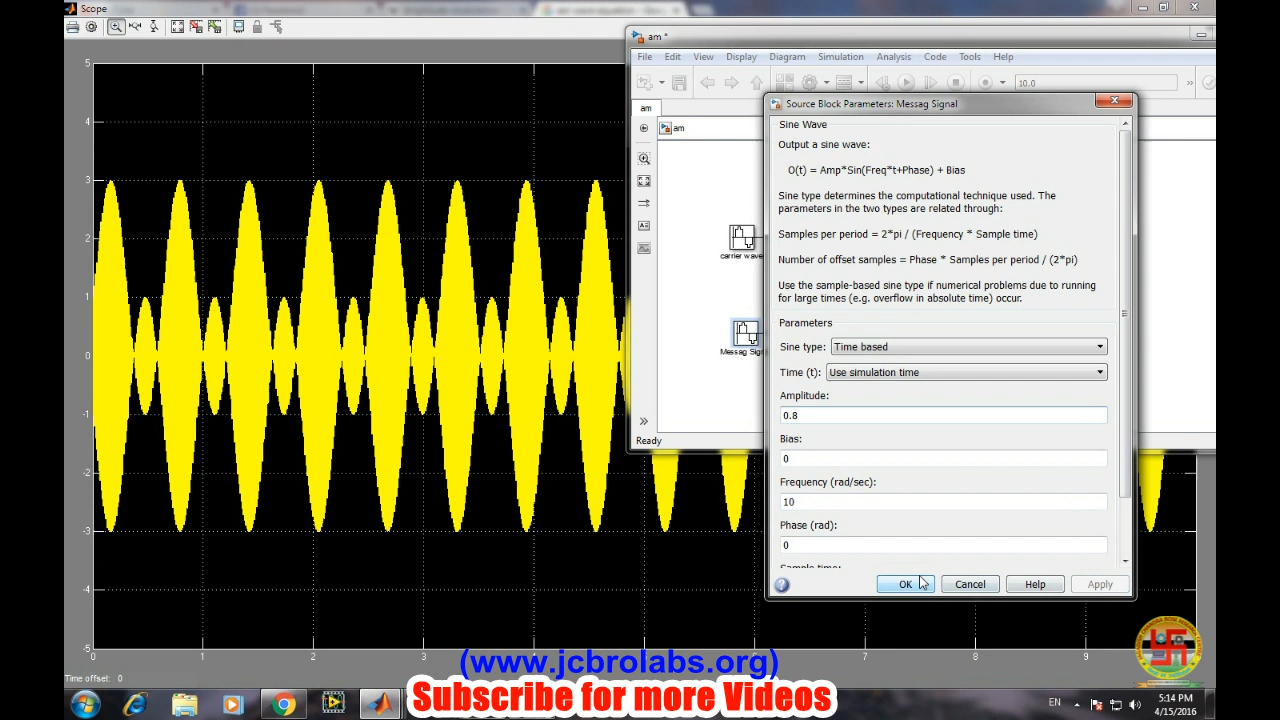 Scope
am *
File Edit View Display Diagram Simulation Analysis Code Tools Help
10.0
am
am
Source Block Parameters: Messag Signal
Sine Wave
Output a sine wave:
O(t) = Amp*Sin(Freq*t+Phase) + Bias
Sine type determines the computational technique used. The
parameters in the two types are related through:
Samples per period = 2*pi / (Frequency * Sample time)
Number of offset samples = Phase * Samples per period / (2*pi)
Use the sample-based sine type if numerical problems due to running
for large times (e.g. overflow in absolute time) occur.
Parameters
Sine type: Time based
Time (t): Use simulation time
Amplitude:
0.8
Bias:
0
Frequency (rad/sec):
10
Phase (rad):
0
Sample time:
OK Cancel Help Apply
carrier wave
Messag Sig
Ready
5
4
3
2
1
0
-1
-2
-3
-4
-5
0 1 2 3 4 5 6 7 8 9
Time offset: 0
(www.jcbrolabs.org)
Subscribe for more Videos
EN
5:14 PM
4/15/2016